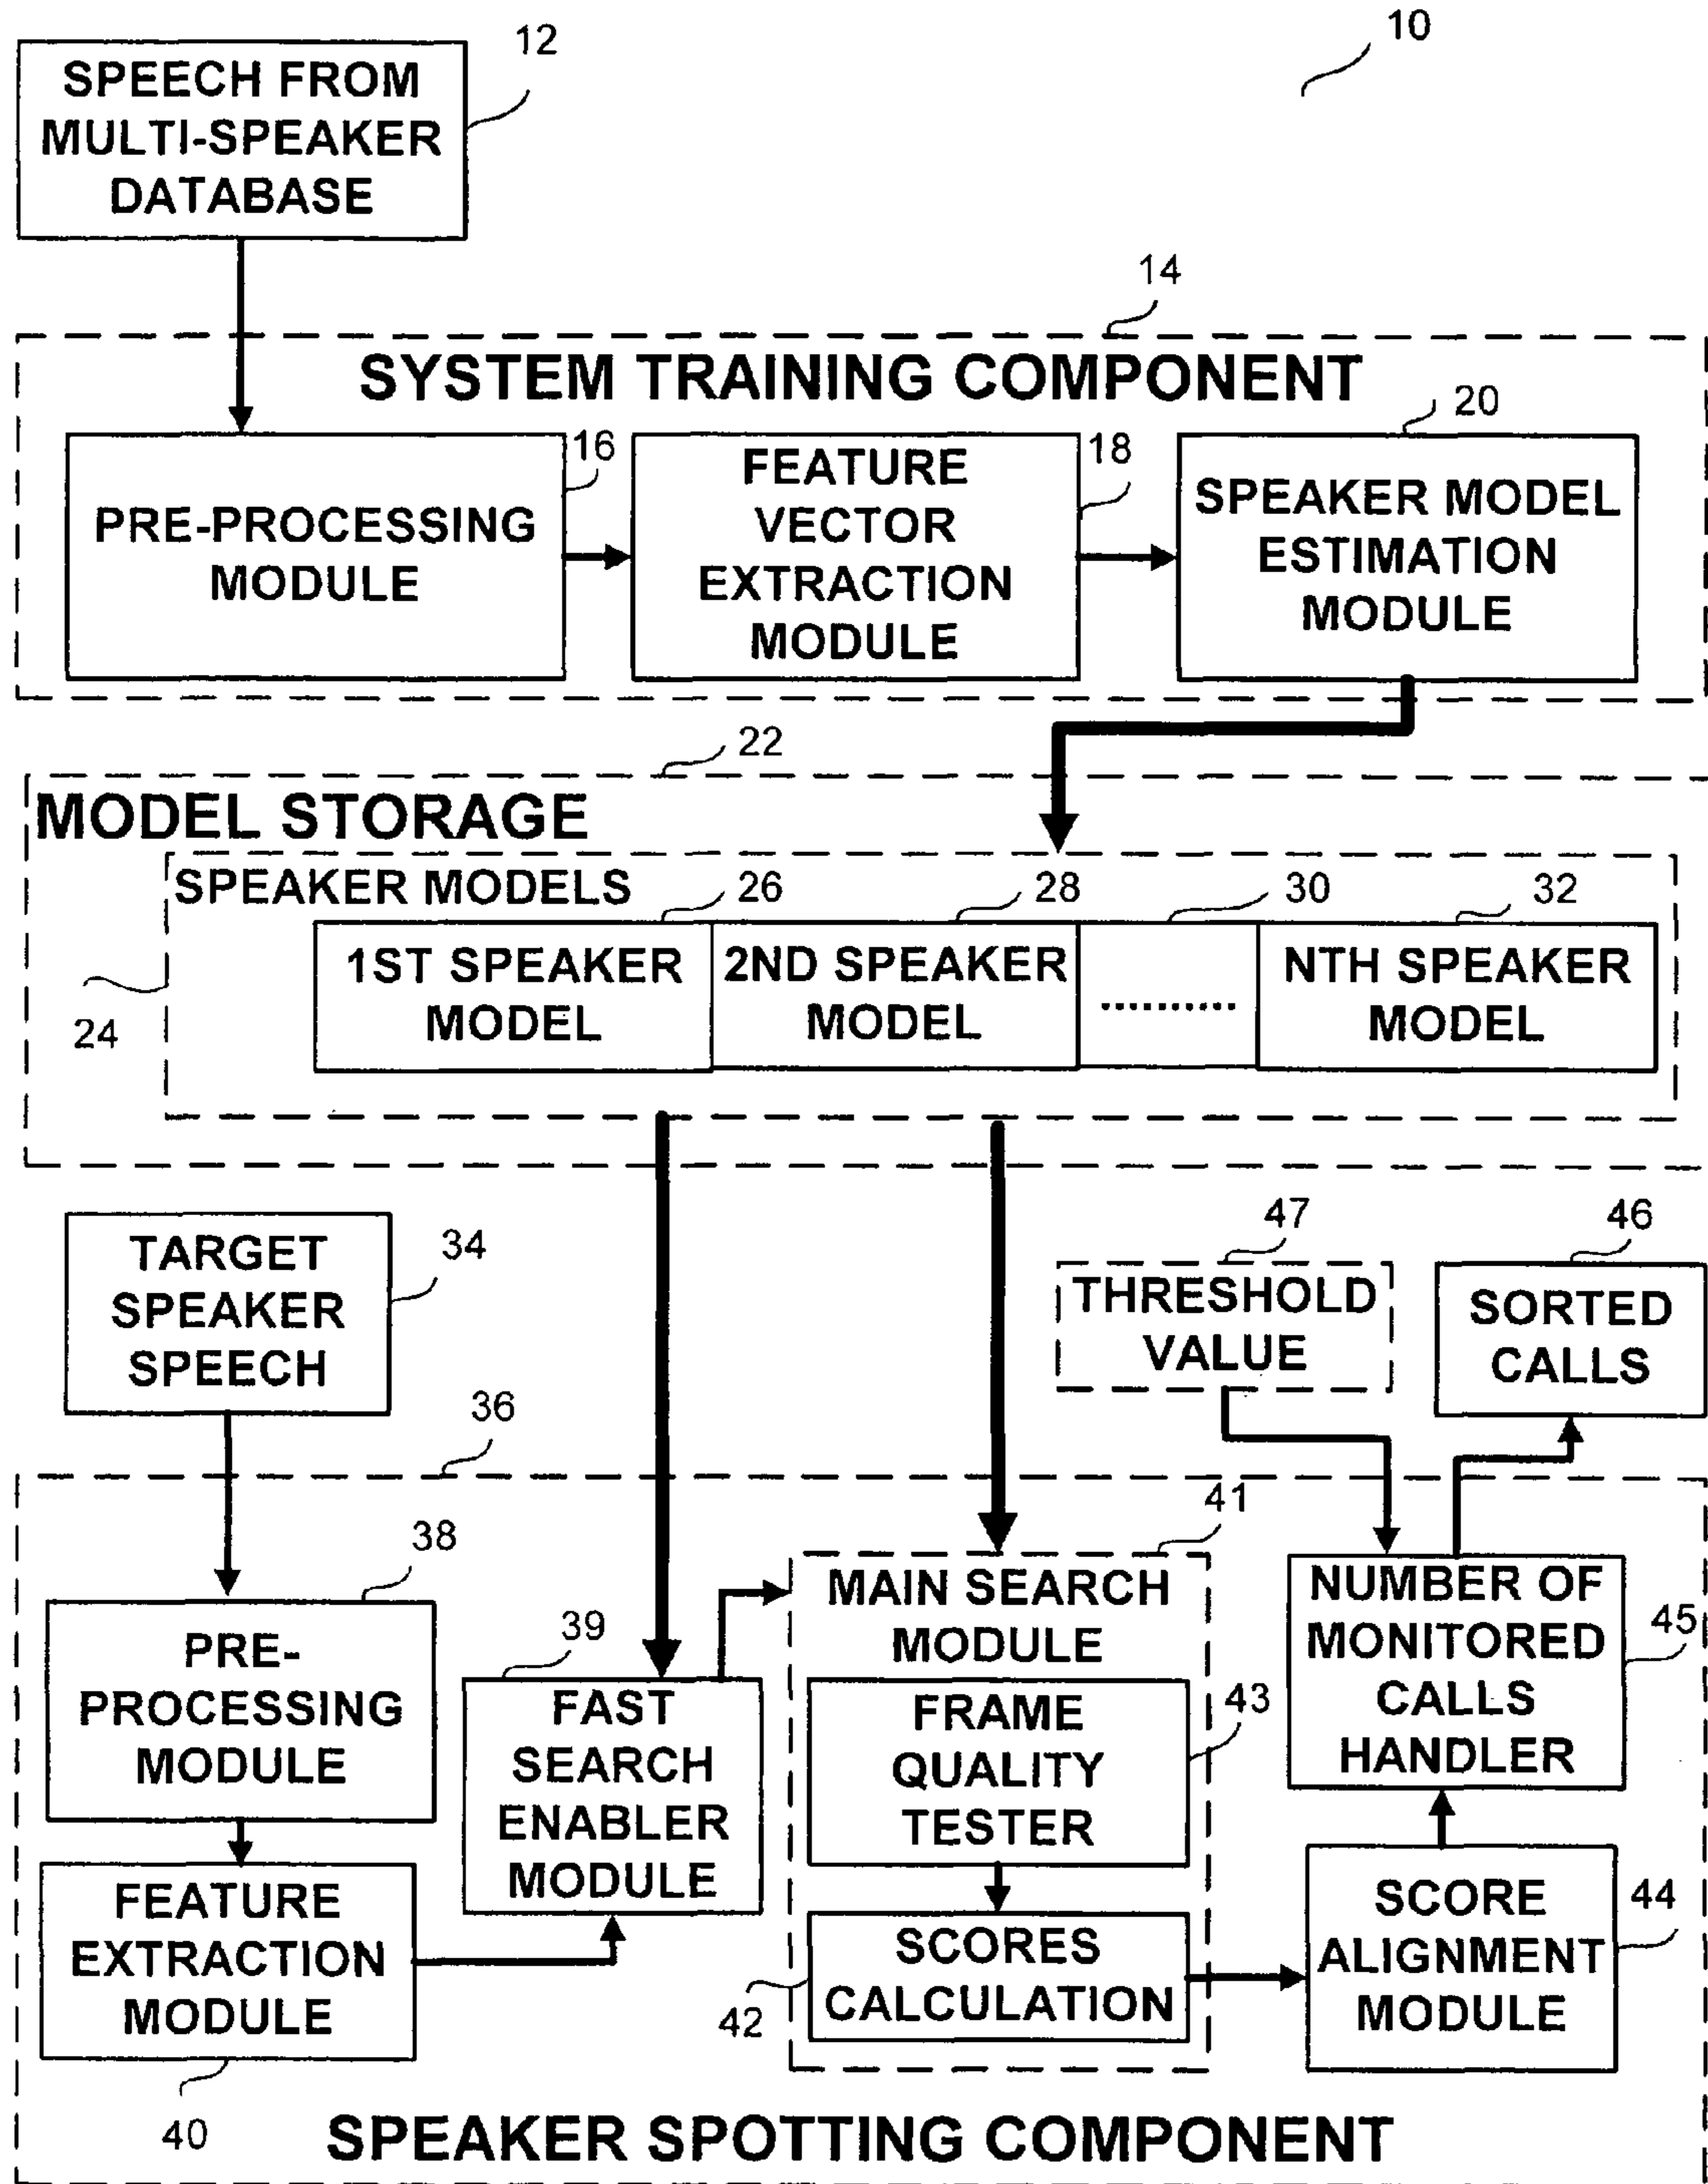 10
12
SPEECH FROM
MULTI-SPEAKER
DATABASE
14
SYSTEM TRAINING COMPONENT
16
PRE-PROCESSING
MODULE
18
FEATURE
VECTOR
EXTRACTION
MODULE
20
SPEAKER MODEL
ESTIMATION
MODULE
22
MODEL STORAGE
24
SPEAKER MODELS
26
1ST SPEAKER
MODEL
28
2ND SPEAKER
MODEL
30
..........
32
NTH SPEAKER
MODEL
34
TARGET
SPEAKER
SPEECH
47
THRESHOLD
VALUE
46
SORTED
CALLS
36
38
PRE-
PROCESSING
MODULE
40
FEATURE
EXTRACTION
MODULE
39
FAST
SEARCH
ENABLER
MODULE
41
MAIN SEARCH
MODULE
43
FRAME
QUALITY
TESTER
42
SCORES
CALCULATION
45
NUMBER OF
MONITORED
CALLS
HANDLER
44
SCORE
ALIGNMENT
MODULE
SPEAKER SPOTTING COMPONENT